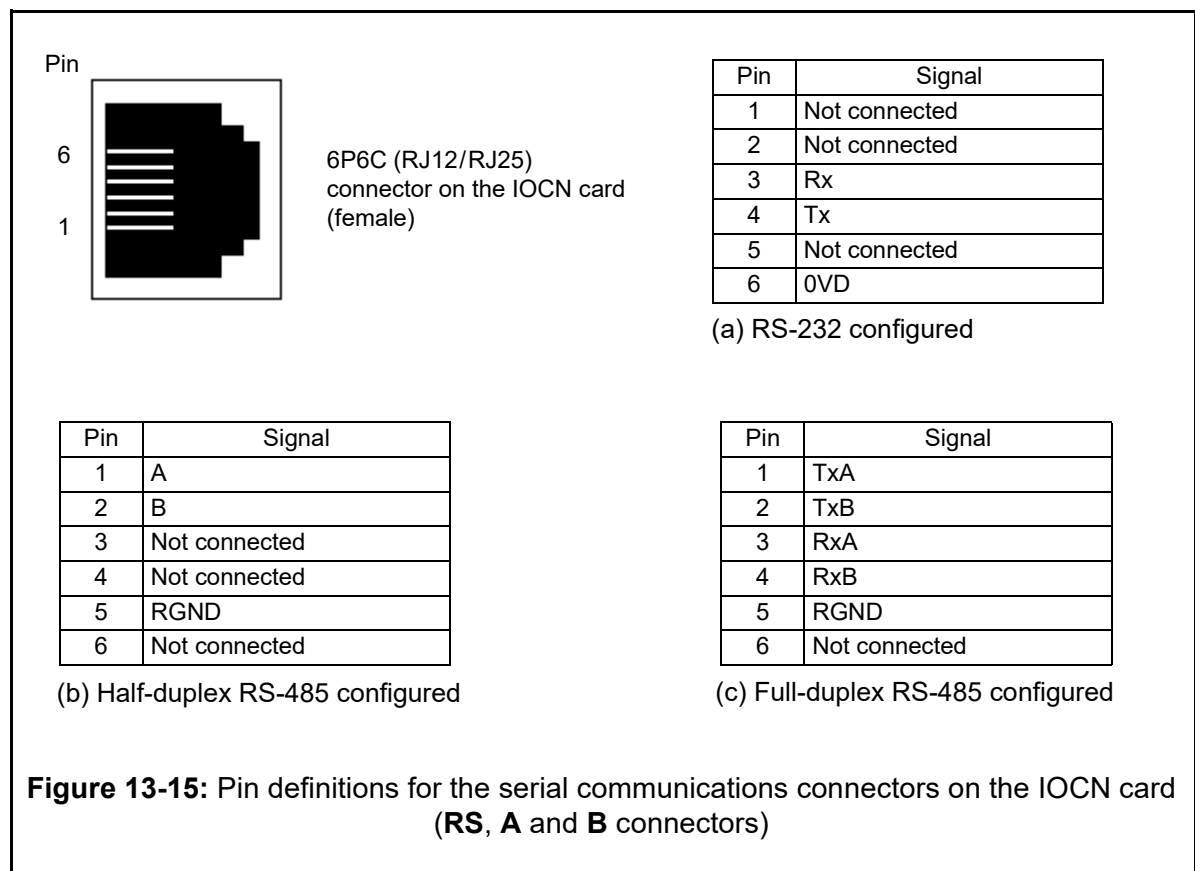 Pin
6
1
6P6C (RJ12/RJ25)
connector on the IOCN card
(female)
Pin Signal
1 Not connected
2 Not connected
3 Rx
4 Tx
5 Not connected
6 0VD
(a) RS-232 configured
Pin Signal
1 A
2 B
3 Not connected
4 Not connected
5 RGND
6 Not connected
(b) Half-duplex RS-485 configured
Pin Signal
1 TxA
2 TxB
3 RxA
4 RxB
5 RGND
6 Not connected
(c) Full-duplex RS-485 configured
Figure 13-15: Pin definitions for the serial communications connectors on the IOCN card
(RS, A and B connectors)